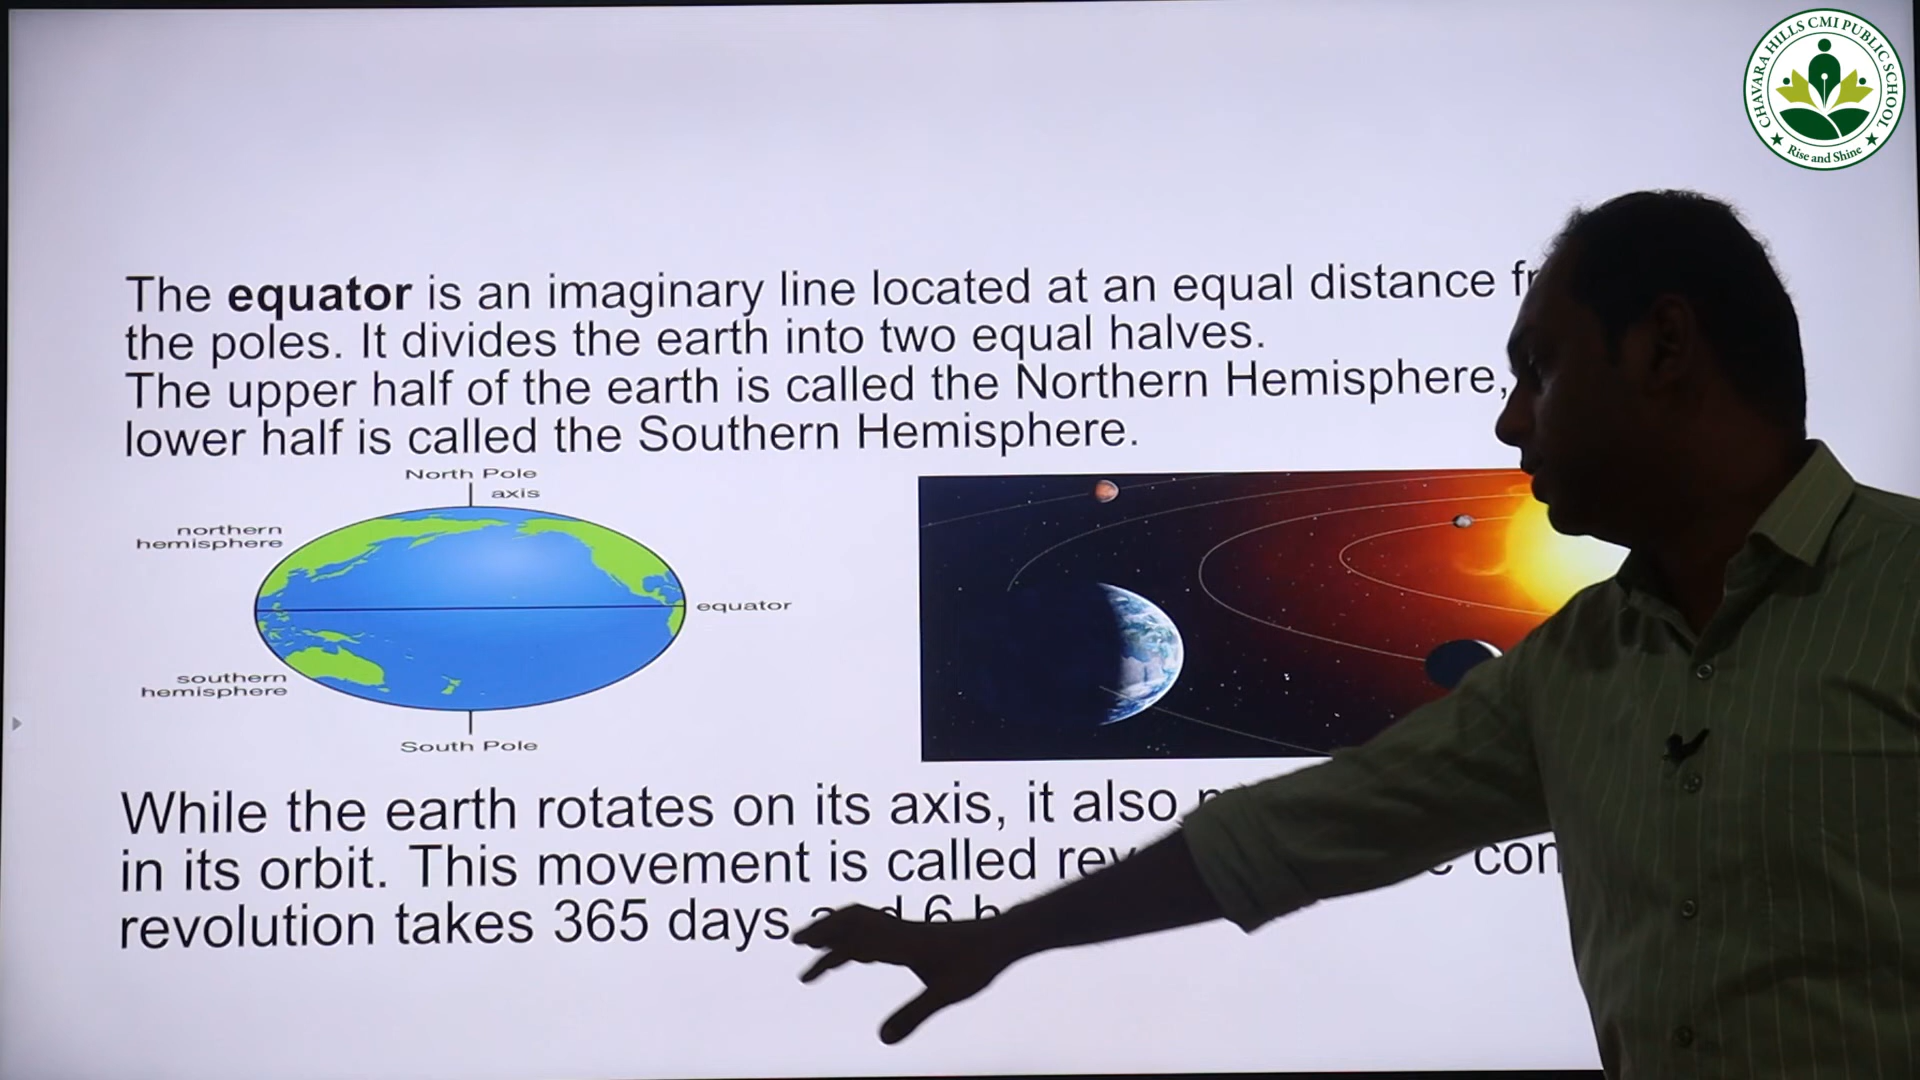 CHAVARA HILLS CMI PUBLIC SCHOOL
Rise and Shine
The equator is an imaginary line located at an equal distance
the poles. It divides the earth into two equal halves.
The upper half of the earth is called the Northern Hemisphere,
lower half is called the Southern Hemisphere.
North Pole
axis
northern
hemisphere
equator
southern
hemisphere
South Pole
While the earth rotates on its axis, it also
in its orbit. This movement is called
revolution takes 365 days 6